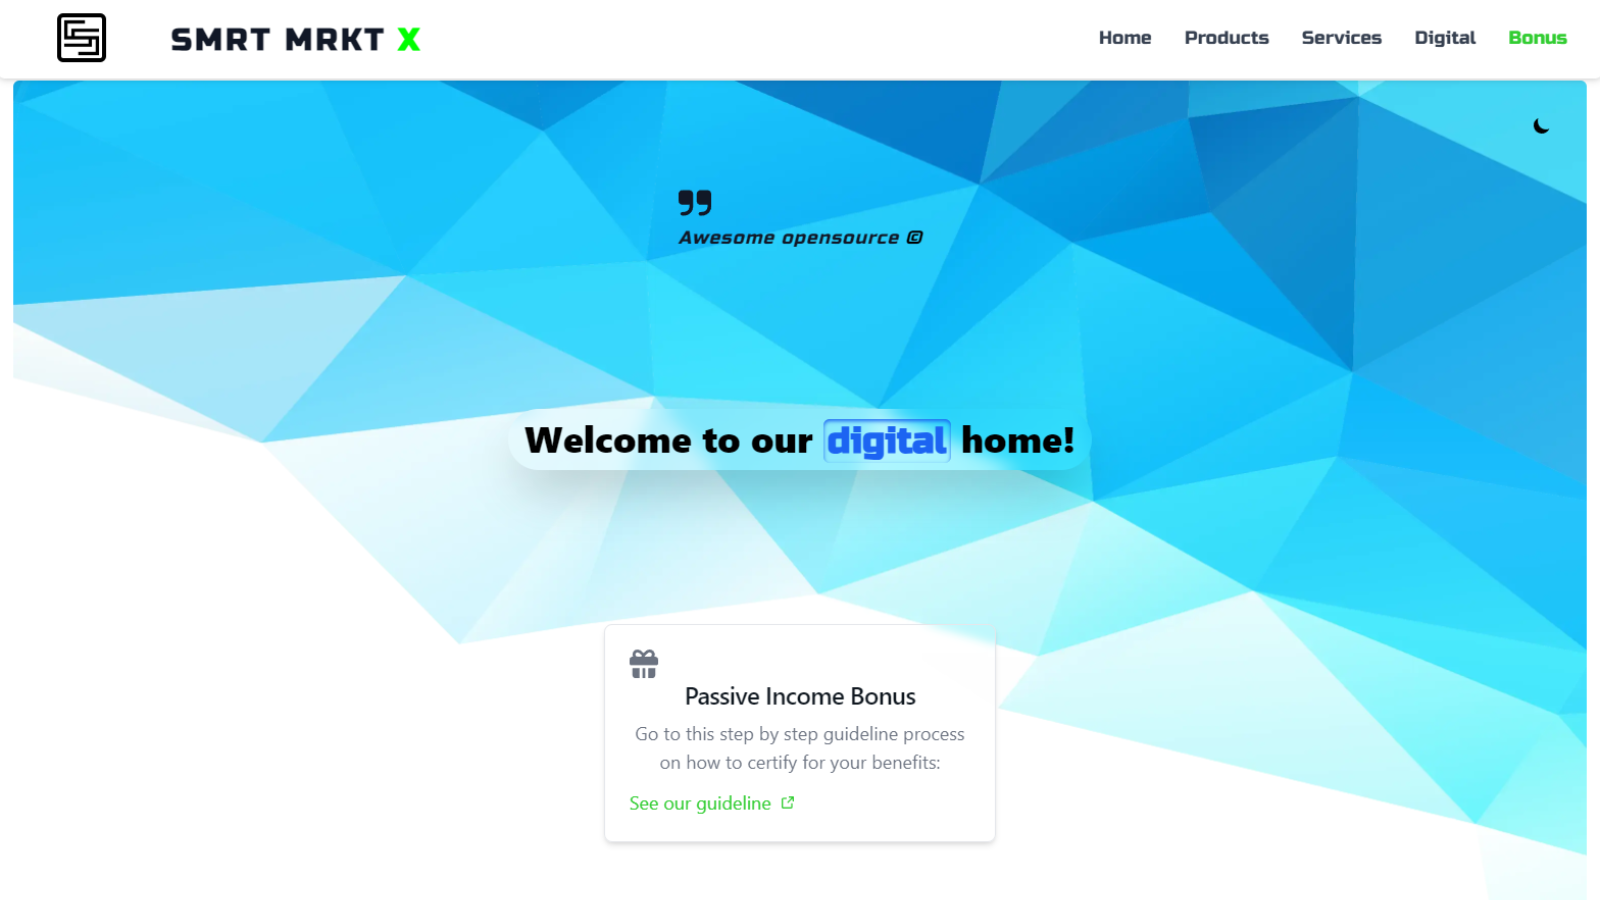 SMRT MRKT X
Home Products Services Digital Bonus
Awesome opensource ©
Welcome to our digital home!
Passive Income Bonus
Go to this step by step guideline process
on how to certify for your benefits:
See our guideline